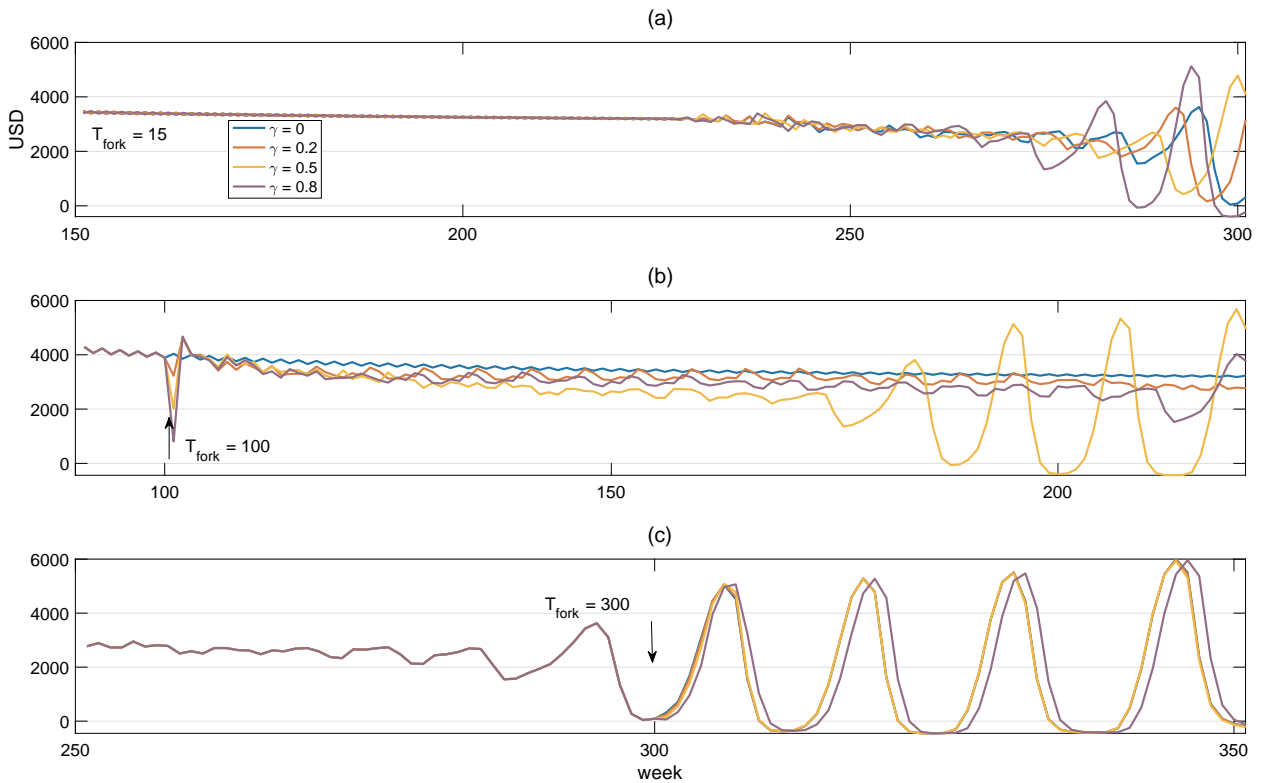 (a)
6000
4000
2000
0
USD
T_fork = 15
γ = 0
γ = 0.2
γ = 0.5
γ = 0.8
150
200
250
300
(b)
6000
4000
2000
0
T_fork = 100
100
150
200
(c)
6000
4000
2000
0
T_fork = 300
250
300
350
week